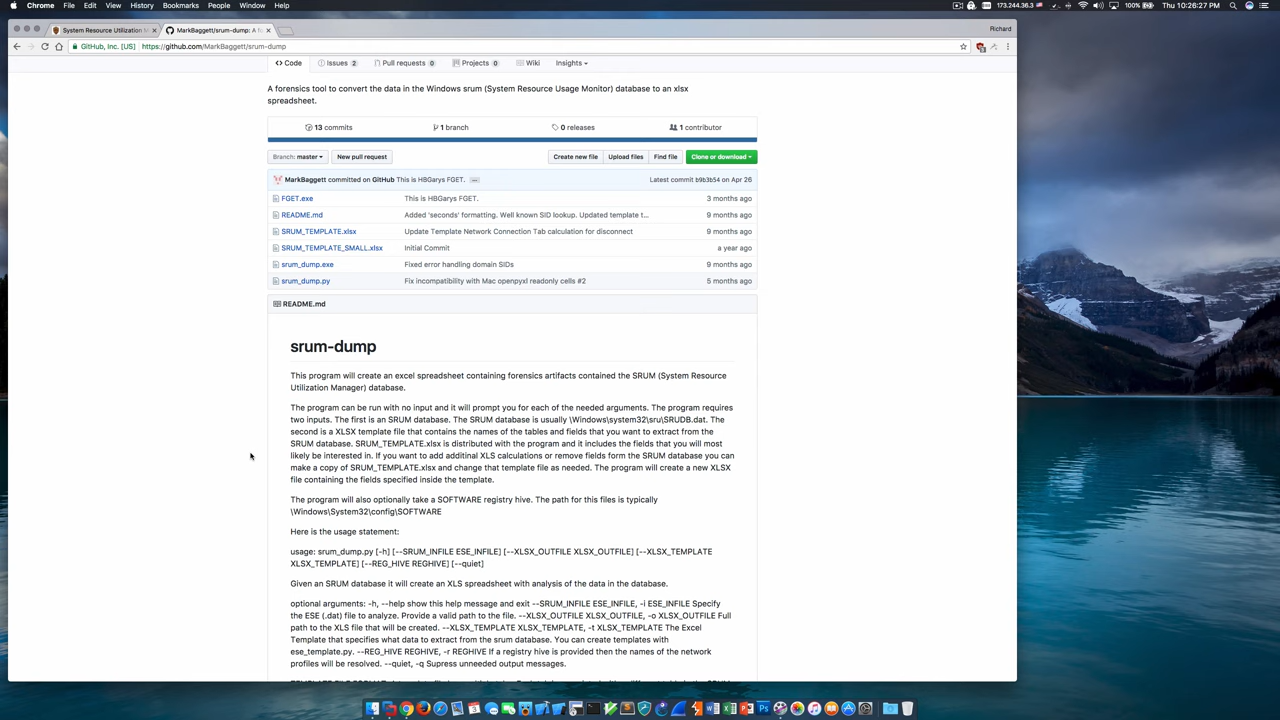 Chrome File Edit View History Bookmarks People Window Help
173.244.36.3 100% 10:26:27 PM
System Resource Utilization M
MarkBaggett/srum-dump: A f
Richard
GitHub, Inc. [US] https://github.com/MarkBaggett/srum-dump
Code Issues 2 Pull requests 0 Projects 0 Wiki Insights
A forensics tool to convert the data in the Windows srum (System Resource Usage Monitor) database to an xlsx
spreadsheet.
13 commits 1 branch 0 releases 1 contributor
Branch: master New pull request Create new file Upload files Find file Clone or download
MarkBaggett committed on GitHub This is HBGarys FGET. ... Latest commit b9b3b54 on Apr 26
FGET.exe This is HBGarys FGET. 3 months ago
README.md Added 'seconds' formatting. Well known SID lookup. Updated template t... 9 months ago
SRUM_TEMPLATE.xlsx Update Template Network Connection Tab calculation for disconnect 9 months ago
SRUM_TEMPLATE_SMALL.xlsx Initial Commit a year ago
srum_dump.exe Fixed error handling domain SIDs 9 months ago
srum_dump.py Fix incompatibility with Mac openpyxl readonly cells #2 5 months ago
README.md
srum-dump
This program will create an excel spreadsheet containing forensics artifacts contained the SRUM (System Resource
Utilization Manager) database.
The program can be run with no input and it will prompt you for each of the needed arguments. The program requires
two inputs. The first is an SRUM database. The SRUM database is usually \Windows\system32\sru\SRUDB.dat. The
second is a XLSX template file that contains the names of the tables and fields that you want to extract from the
SRUM database. SRUM_TEMPLATE.xlsx is distributed with the program and it includes the fields that you will most
likely be interested in. If you want to add additinal XLS calculations or remove fields form the SRUM database you can
make a copy of SRUM_TEMPLATE.xlsx and change that template file as needed. The program will create a new XLSX
file containing the fields specified inside the template.
The program will also optionally take a SOFTWARE registry hive. The path for this files is typically
\Windows\System32\config\SOFTWARE
Here is the usage statement:
usage: srum_dump.py [-h] [--SRUM_INFILE ESE_INFILE] [--XLSX_OUTFILE XLSX_OUTFILE] [--XLSX_TEMPLATE
XLSX_TEMPLATE] [--REG_HIVE REGHIVE] [--quiet]
Given an SRUM database it will create an XLS spreadsheet with analysis of the data in the database.
optional arguments: -h, --help show this help message and exit --SRUM_INFILE ESE_INFILE, -i ESE_INFILE Specify
the ESE (.dat) file to analyze. Provide a valid path to the file. --XLSX_OUTFILE XLSX_OUTFILE, -o XLSX_OUTFILE Full
path to the XLS file that will be created. --XLSX_TEMPLATE XLSX_TEMPLATE, -t XLSX_TEMPLATE The Excel
Template that specifies what data to extract from the srum database. You can create templates with
ese_template.py. --REG_HIVE REGHIVE, -r REGHIVE If a registry hive is provided then the names of the network
profiles will be resolved. --quiet, -q Supress unneeded output messages.